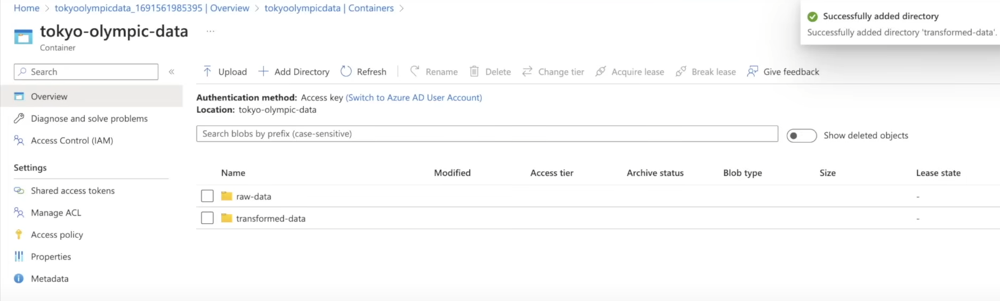 Home > tokyoolympicdata_1691561985395 | Overview > tokyoolympicdata | Containers >
Successfully added directory
Successfully added directory 'transformed-data'.
tokyo-olympic-data ...
Container
Search «
Upload Add Directory Refresh Rename Delete Change tier Acquire lease Break lease Give feedback
Overview
Diagnose and solve problems
Access Control (IAM)
Settings
Shared access tokens
Manage ACL
Access policy
Properties
Metadata
Authentication method: Access key (Switch to Azure AD User Account)
Location: tokyo-olympic-data
Search blobs by prefix (case-sensitive) Show deleted objects
Name Modified Access tier Archive status Blob type Size Lease state
raw-data -
transformed-data -